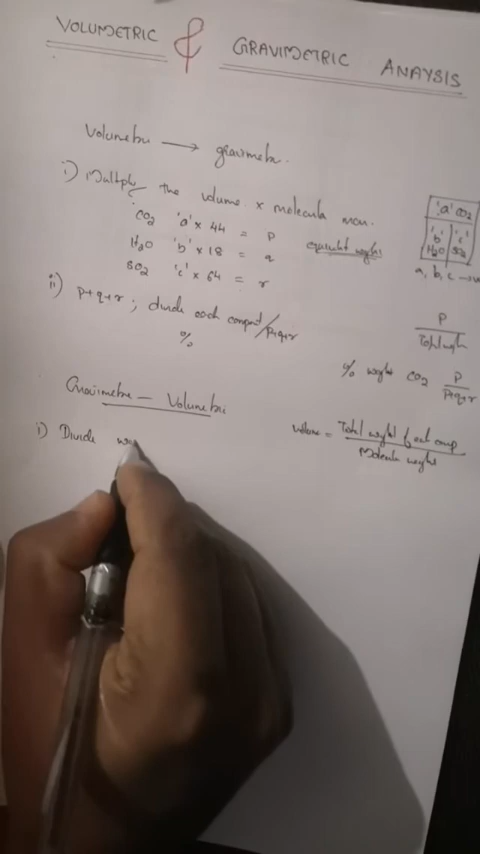 VOLUMETRIC & GRAVIMETRIC ANAYSIS
Volumetric → gravimetric.
i) Multiply the volume × molecular mass.
CO2 'a' × 44 = p
H2O 'b' × 18 = q
SO2 'c' × 64 = r
equivalent weights
'a' CO2
'b' H2O
'c' SO2
a, b, c
ii) p+q+r ; divide each component/p+q+r
%
P
Total weight
% weight CO2 P/P+q+r
Gravimetric - Volumetric
volume = Total weight of each comp
Molecular weight
i) Divide